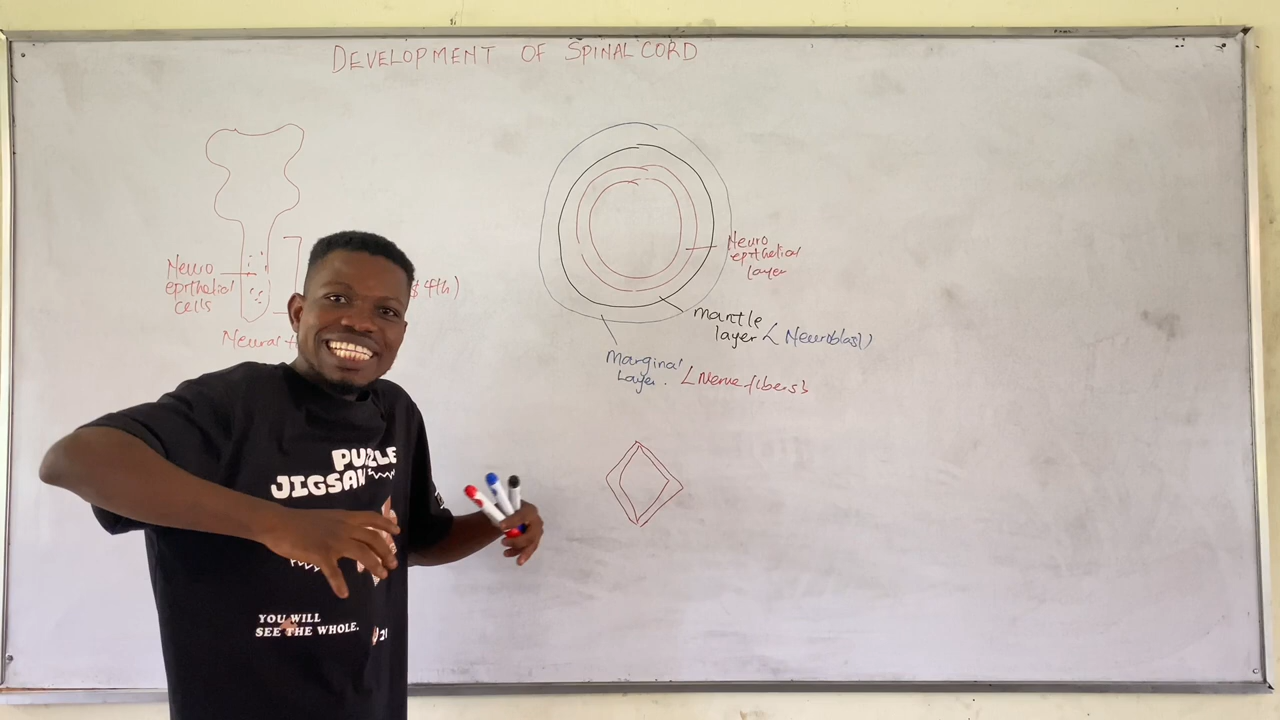 DEVELOPMENT OF SPINAL CORD
Neuro
epithelial
cells
4th)
Neural
Neuro
epithelial
layer
Mantle
layer < Neuroblast)
Marginal
Layer. < Nerve fibers>
PUZZLE
JIGSAW
YOU WILL
SEE THE WHOLE.